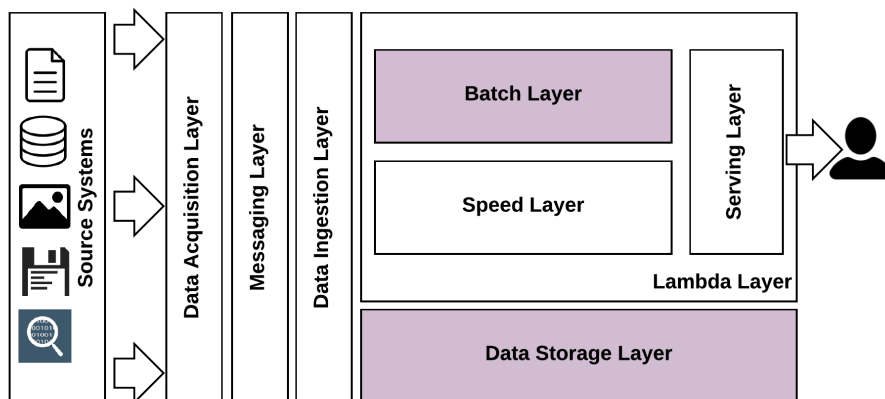 Source Systems
Data Acquisition Layer
Messaging Layer
Data Ingestion Layer
Batch Layer
Speed Layer
Serving Layer
Lambda Layer
Data Storage Layer